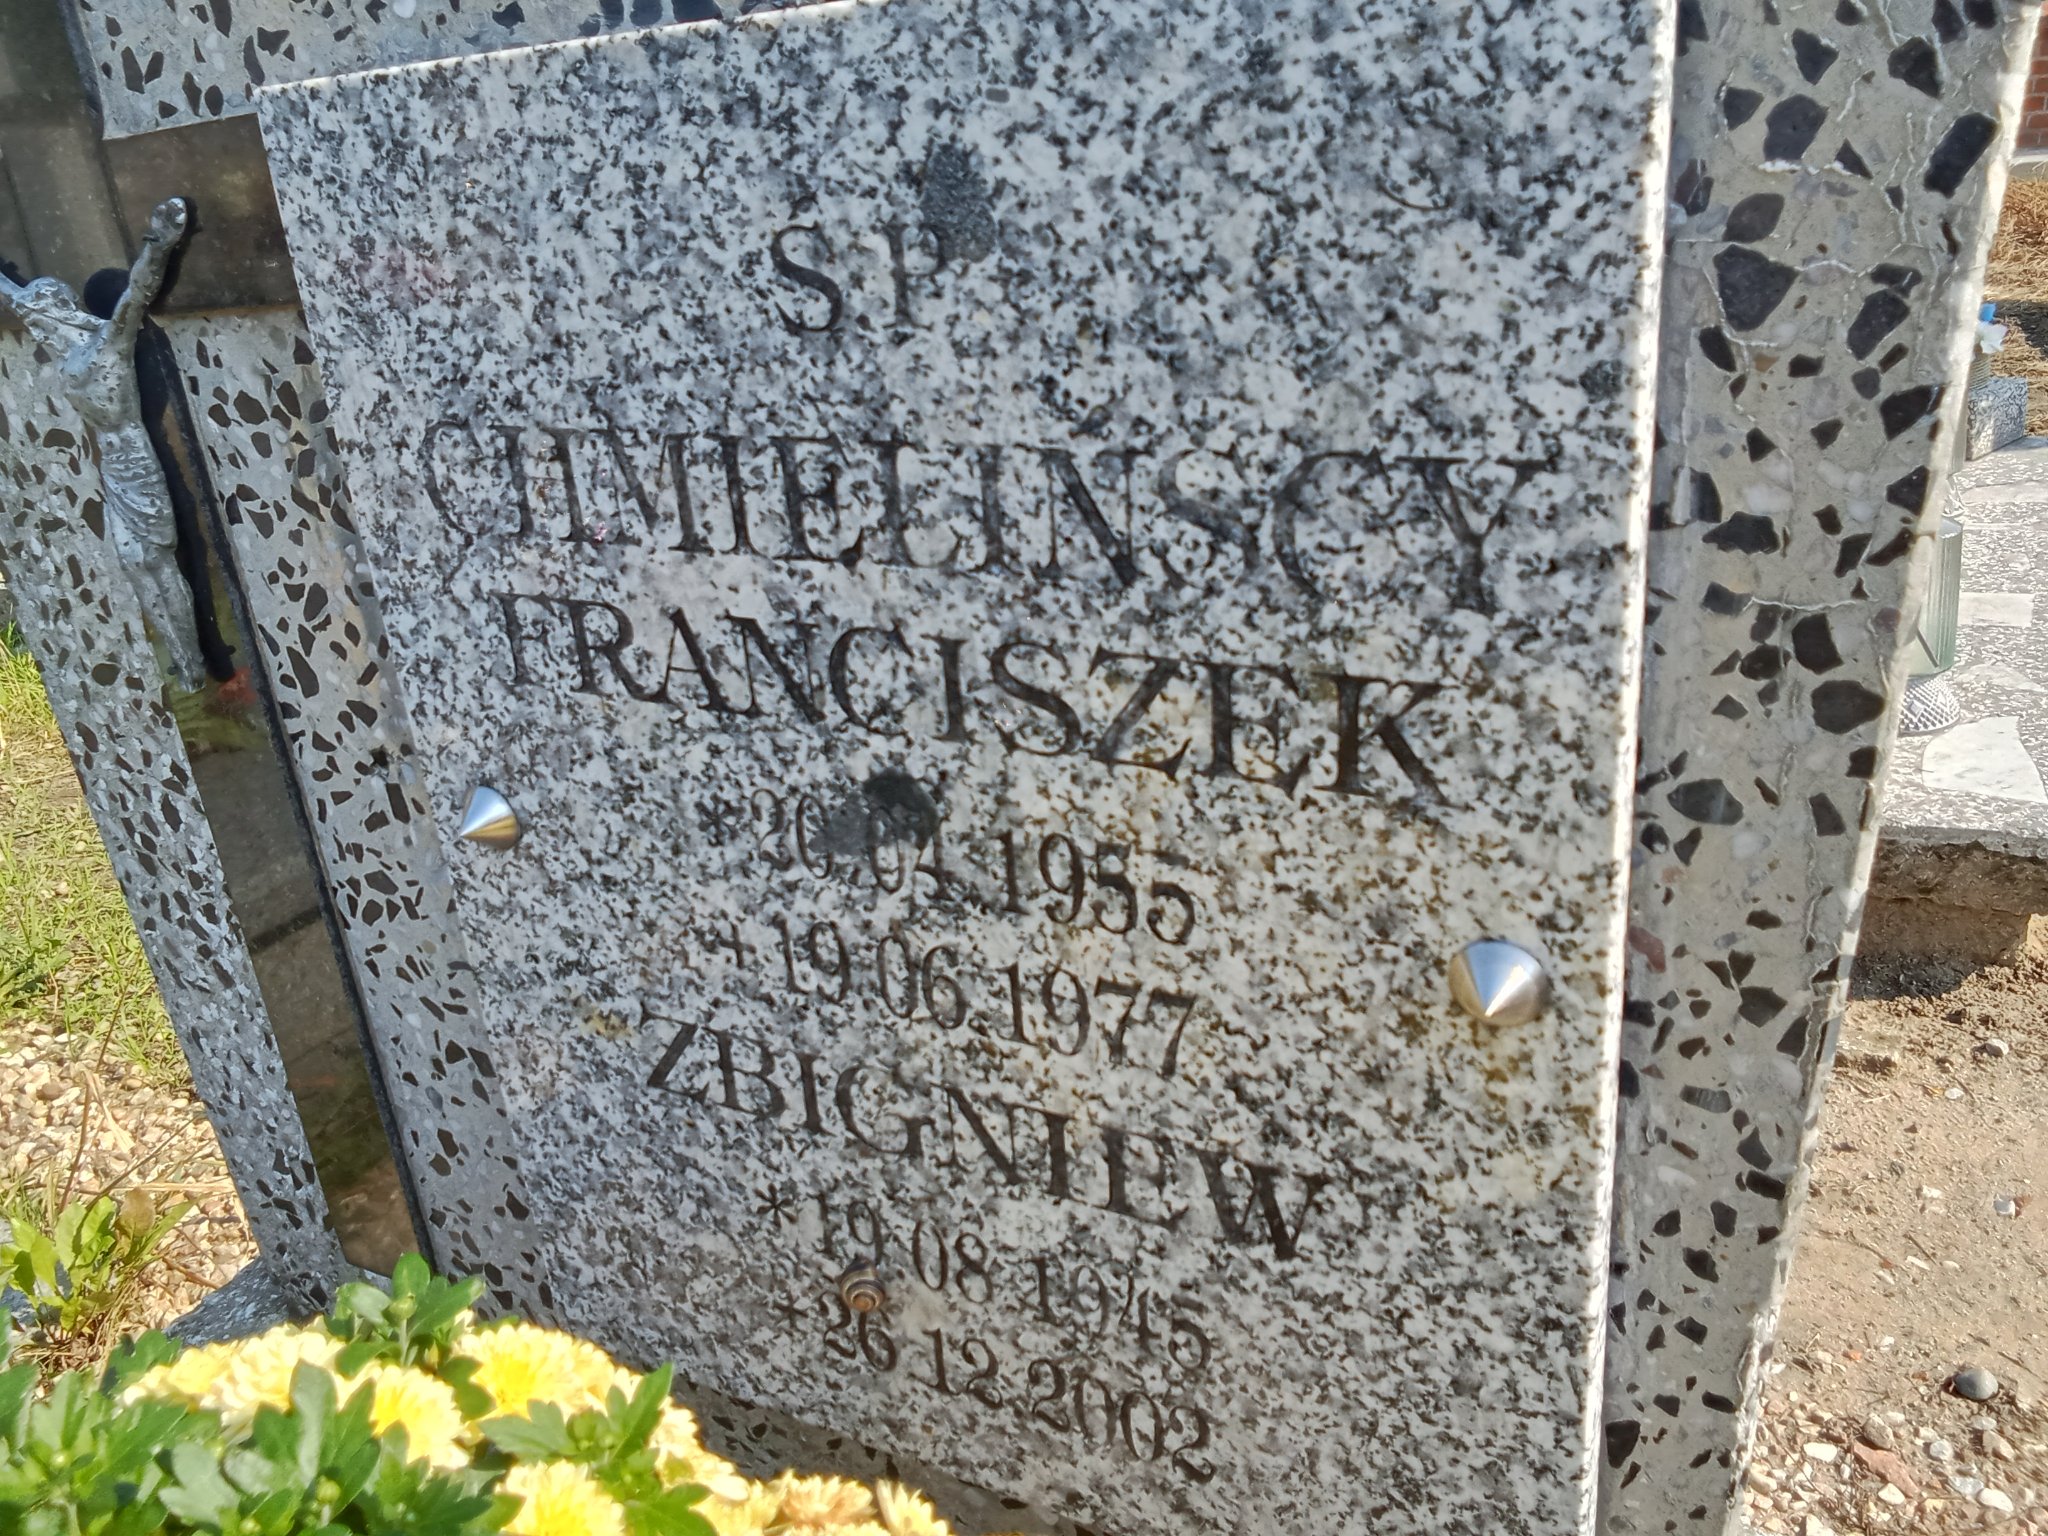 Ś P
CHMIELIŃSCY
FRANCISZEK
*20 04 1955
+19 06 1977
ZBIGNIEW
*19 08 1945
*26 12 2002